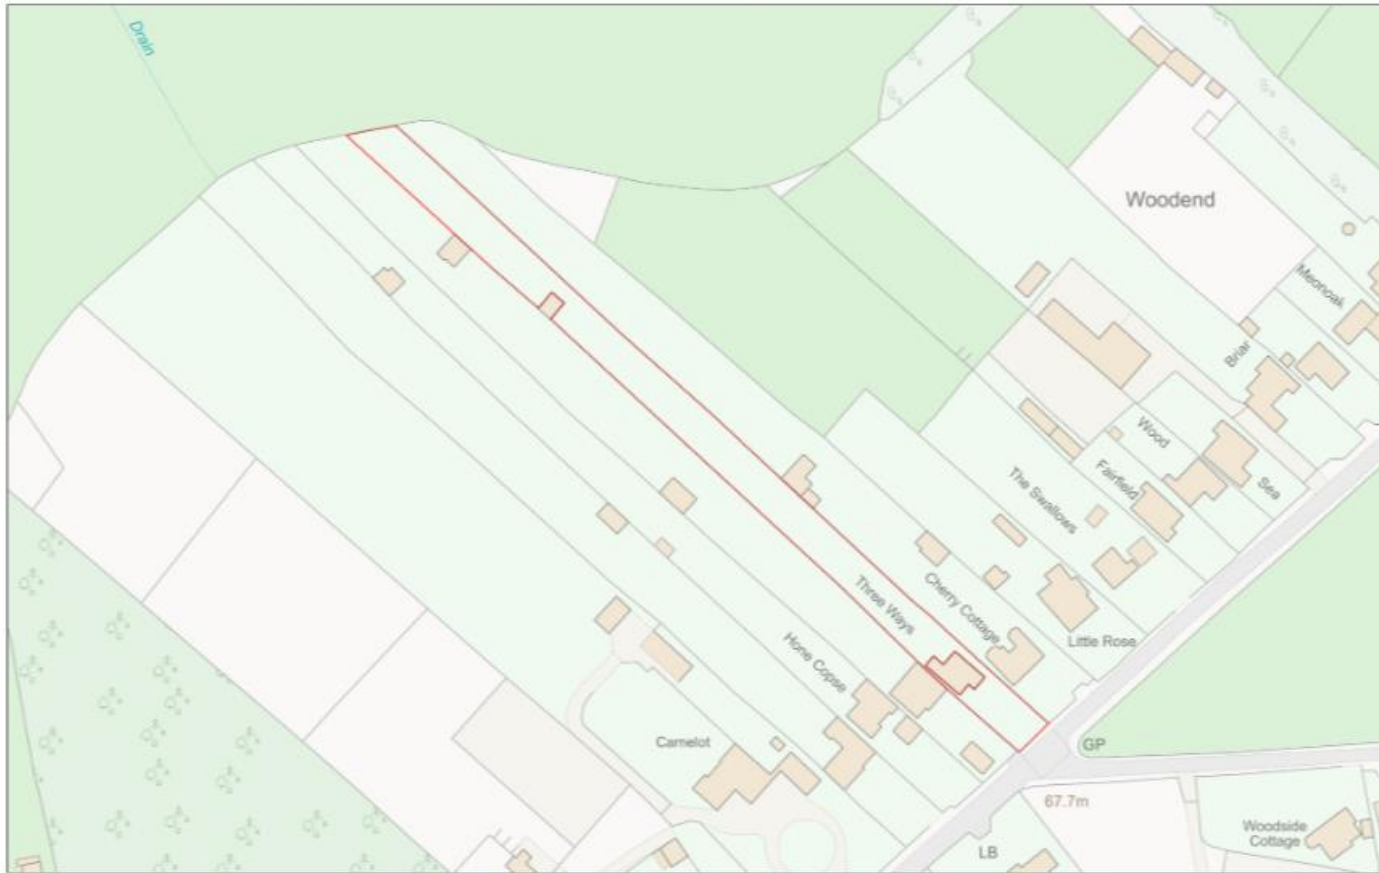 Drain
Woodend
Meonoak
Briar
Wood
Sea
Fairfield
The Swallows
Three Ways
Cherry Cottage
Little Rose
Hone Copse
Camelot
GP
67.7m
LB
Woodside
Cottage